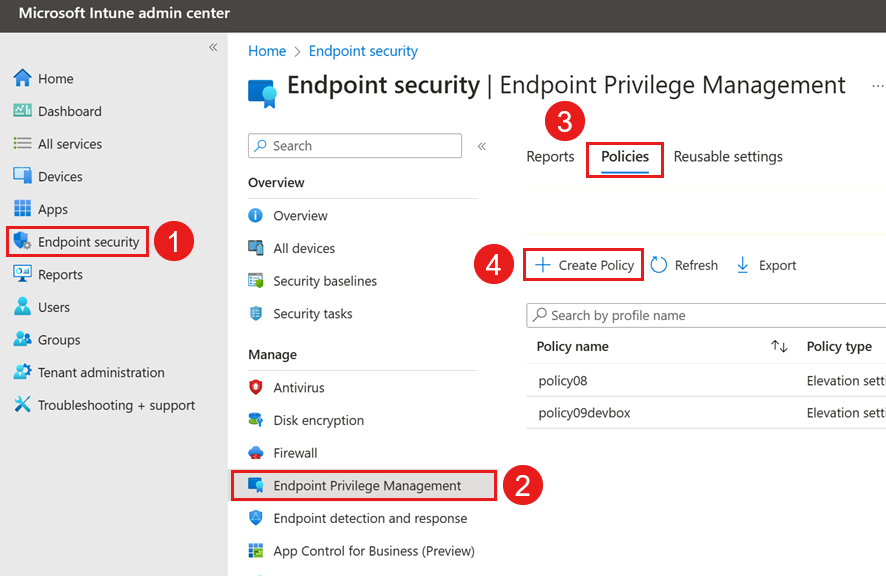 Microsoft Intune admin center
«
Home
Dashboard
All services
Devices
Apps
Endpoint security
1
Reports
Users
Groups
Tenant administration
Troubleshooting + support
Home > Endpoint security
Endpoint security | Endpoint Privilege Management
...
Search
«
Overview
Overview
All devices
Security baselines
Security tasks
Manage
Antivirus
Disk encryption
Firewall
Endpoint Privilege Management
2
Endpoint detection and response
App Control for Business (Preview)
3
Reports Policies Reusable settings
4
Create Policy Refresh Export
Search by profile name
Policy name Policy type
policy08 Elevation setti
policy09devbox Elevation setti